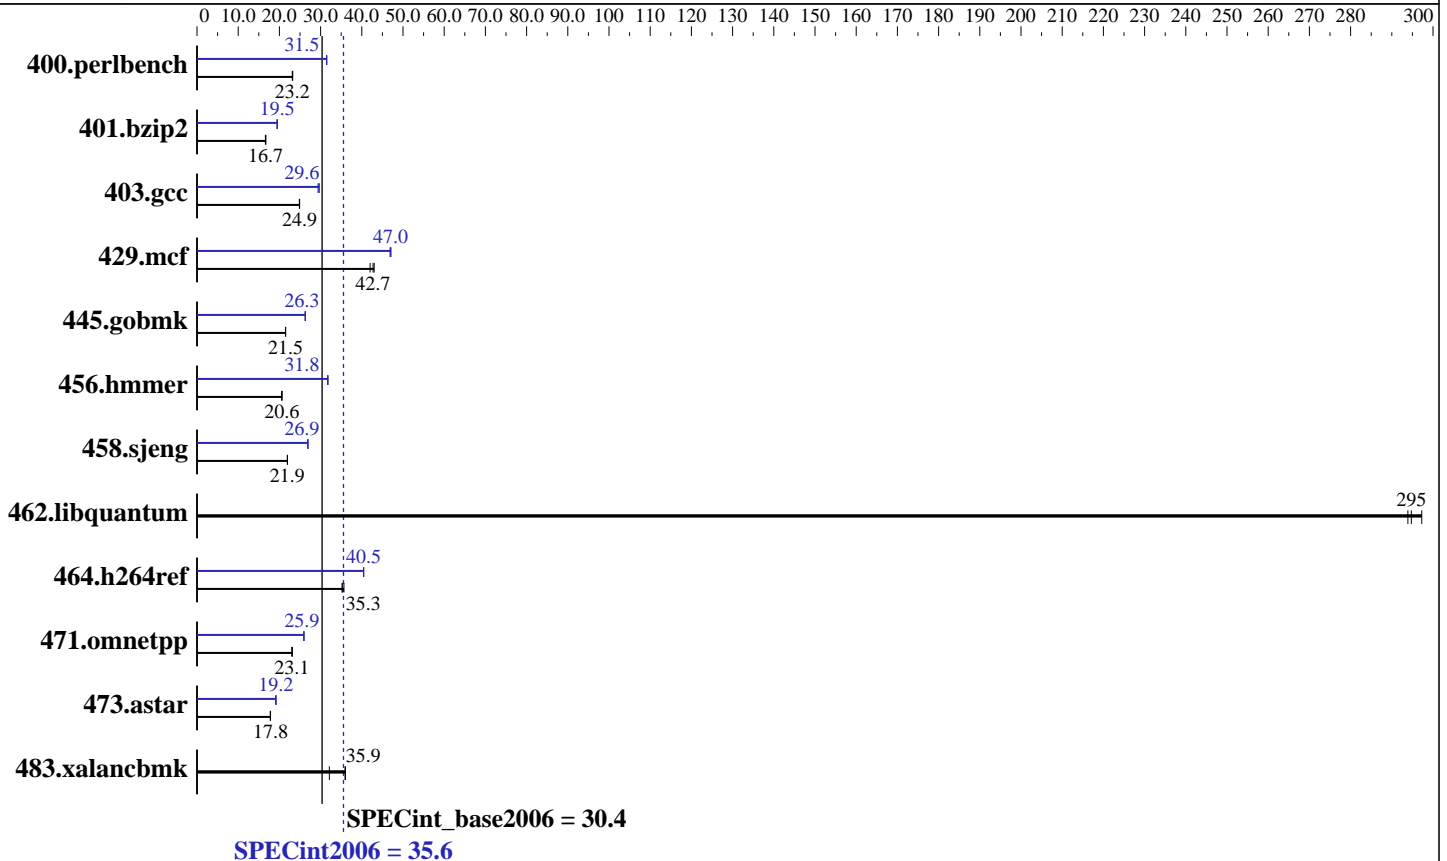 0 10.0 20.0 30.0 40.0 50.0 60.0 70.0 80.0 90.0 100 110 120 130 140 150 160 170 180 190 200 210 220 230 240 250 260 270 280 300
31.5
400.perlbench
23.2
19.5
401.bzip2
16.7
29.6
403.gcc
24.9
47.0
429.mcf
42.7
26.3
445.gobmk
21.5
31.8
456.hmmer
20.6
26.9
458.sjeng
21.9
295
462.libquantum
40.5
464.h264ref
35.3
25.9
471.omnetpp
23.1
19.2
473.astar
17.8
35.9
483.xalancbmk
SPECint_base2006 = 30.4
SPECint2006 = 35.6